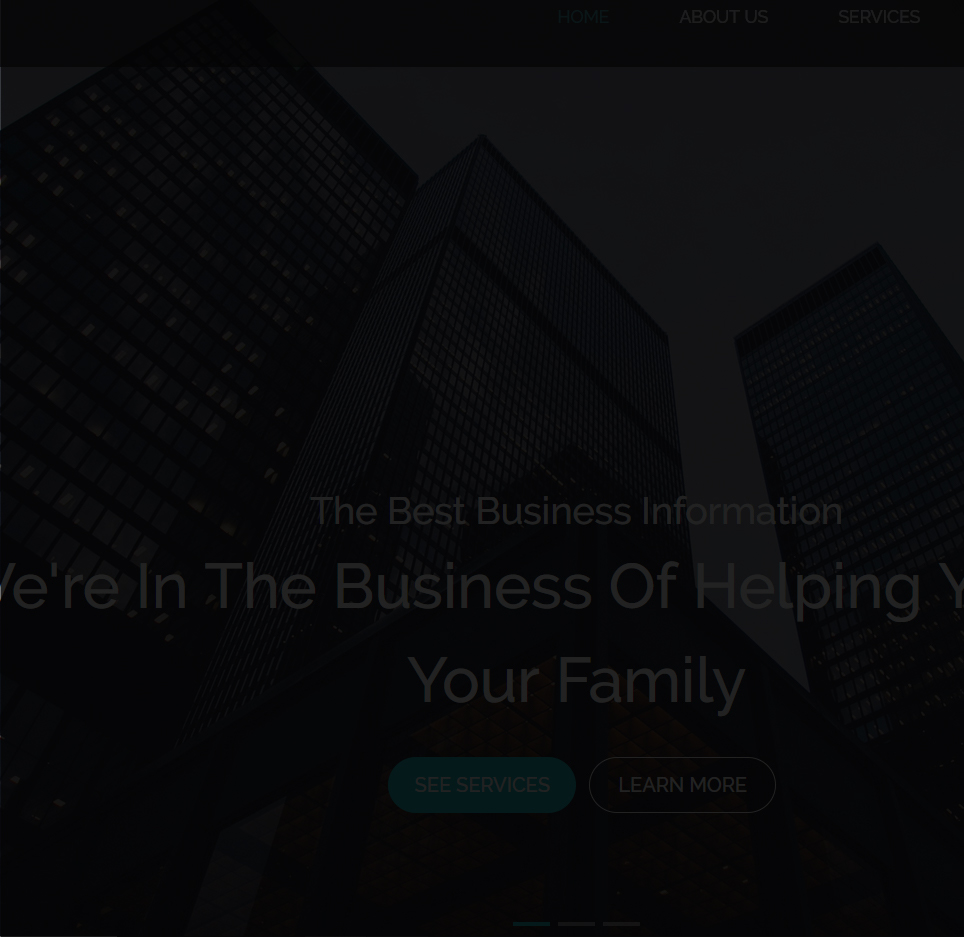 HOME ABOUT US SERVICES
The Best Business Information
We're In The Business Of Helping Y
Your Family
SEE SERVICES LEARN MORE